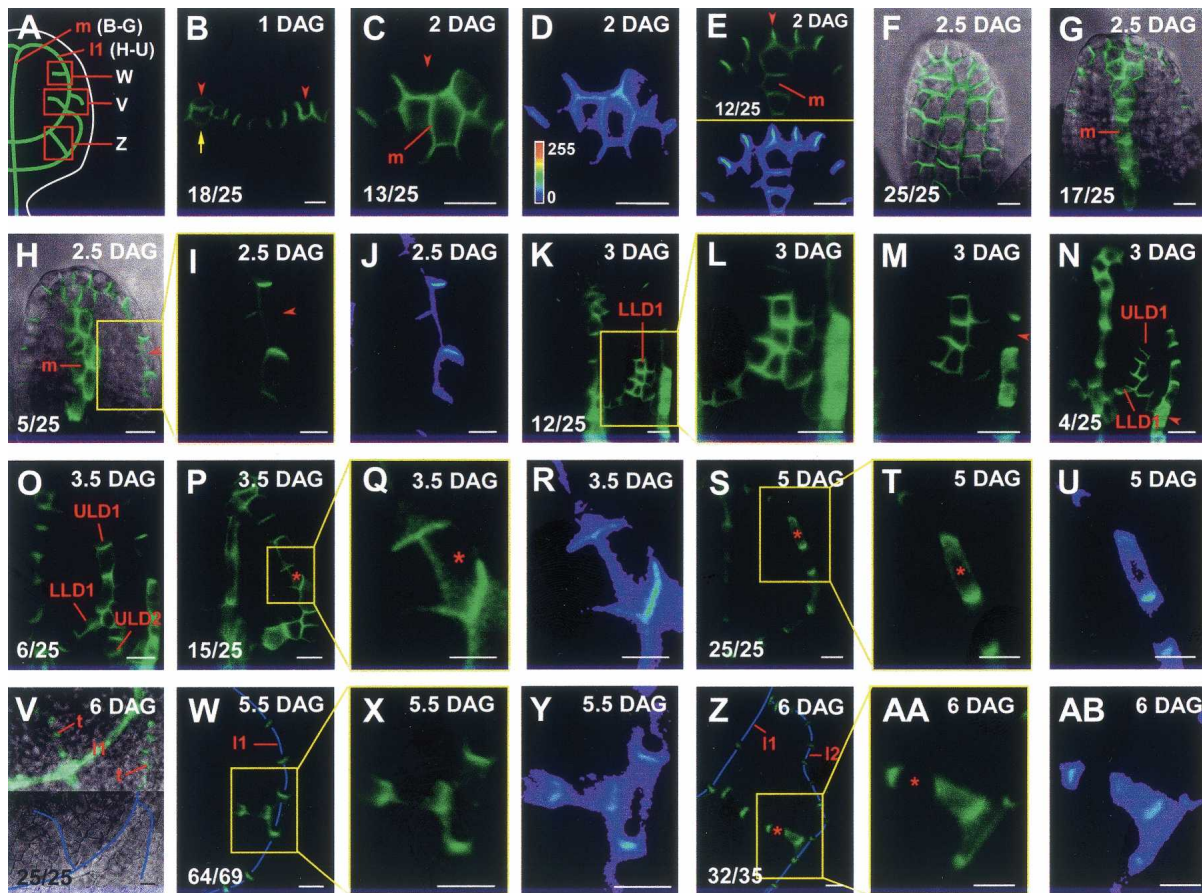 A
m (B-G)
l1 (H-U)
W
V
Z
B 1 DAG
18/25
C 2 DAG
m
13/25
D 2 DAG
255
0
E 2 DAG
m
12/25
F 2.5 DAG
25/25
G 2.5 DAG
m
17/25
H 2.5 DAG
m
5/25
I 2.5 DAG
J 2.5 DAG
K 3 DAG
LLD1
12/25
L 3 DAG
M 3 DAG
N 3 DAG
ULD1
LLD1
4/25
O 3.5 DAG
ULD1
LLD1
ULD2
6/25
P 3.5 DAG
*
15/25
Q 3.5 DAG
*
R 3.5 DAG
S 5 DAG
*
25/25
T 5 DAG
*
U 5 DAG
V 6 DAG
t
l1
t
25/25
W 5.5 DAG
l1
64/69
X 5.5 DAG
Y 5.5 DAG
Z 6 DAG
l1
l2
*
32/35
AA 6 DAG
*
AB 6 DAG